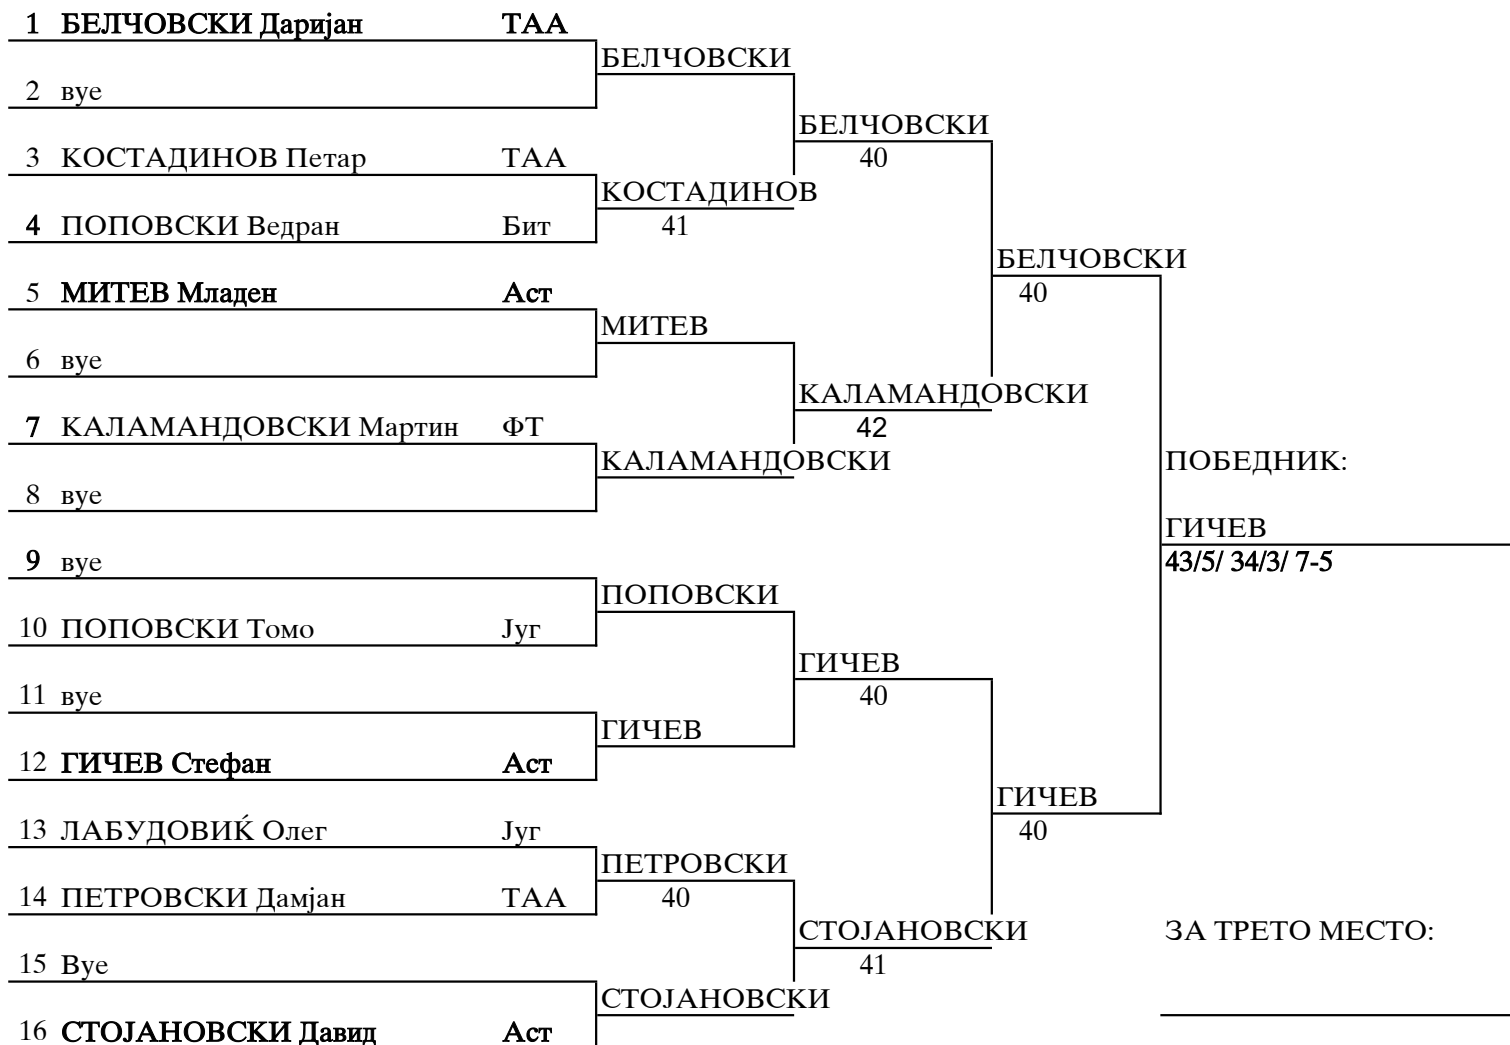 1 БЕЛЧОВСКИ Даријан ТАА
БЕЛЧОВСКИ
2 вуе
БЕЛЧОВСКИ
3 КОСТАДИНОВ Петар ТАА
40
КОСТАДИНОВ
4 ПОПОВСКИ Ведран Бит
41
БЕЛЧОВСКИ
5 МИТЕВ Младен Аст
40
МИТЕВ
6 вуе
КАЛАМАНДОВСКИ
7 КАЛАМАНДОВСКИ Мартин ФТ
42
КАЛАМАНДОВСКИ
ПОБЕДНИК:
8 вуе
ГИЧЕВ
9 вуе
43/5/ 34/3/ 7-5
ПОПОВСКИ
10 ПОПОВСКИ Томо Југ
ГИЧЕВ
11 вуе
40
ГИЧЕВ
12 ГИЧЕВ Стефан Аст
ГИЧЕВ
13 ЛАБУДОВИЌ Олег Југ
40
ПЕТРОВСКИ
14 ПЕТРОВСКИ Дамјан ТАА
40
СТОЈАНОВСКИ
ЗА ТРЕТО МЕСТО:
15 Вуе
41
СТОЈАНОВСКИ
16 СТОЈАНОВСКИ Давид Аст